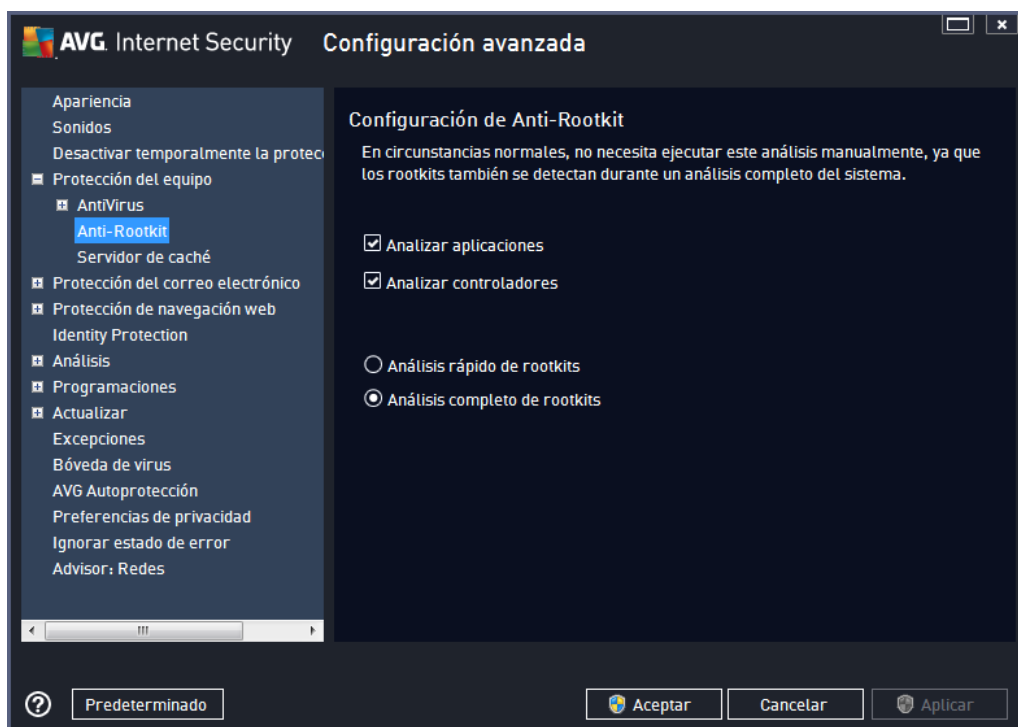 AVG. Internet Security
Configuración avanzada
Apariencia
Sonidos
Desactivar temporalmente la protec
Protección del equipo
AntiVirus
Anti-Rootkit
Servidor de caché
Protección del correo electrónico
Protección de navegación web
Identity Protection
Análisis
Programaciones
Actualizar
Excepciones
Bóveda de virus
AVG Autoprotección
Preferencias de privacidad
Ignorar estado de error
Advisor: Redes
Configuración de Anti-Rootkit
En circunstancias normales, no necesita ejecutar este análisis manualmente, ya que
los rootkits también se detectan durante un análisis completo del sistema.
Analizar aplicaciones
Analizar controladores
Análisis rápido de rootkits
Análisis completo de rootkits
?
Predeterminado
Aceptar
Cancelar
Aplicar